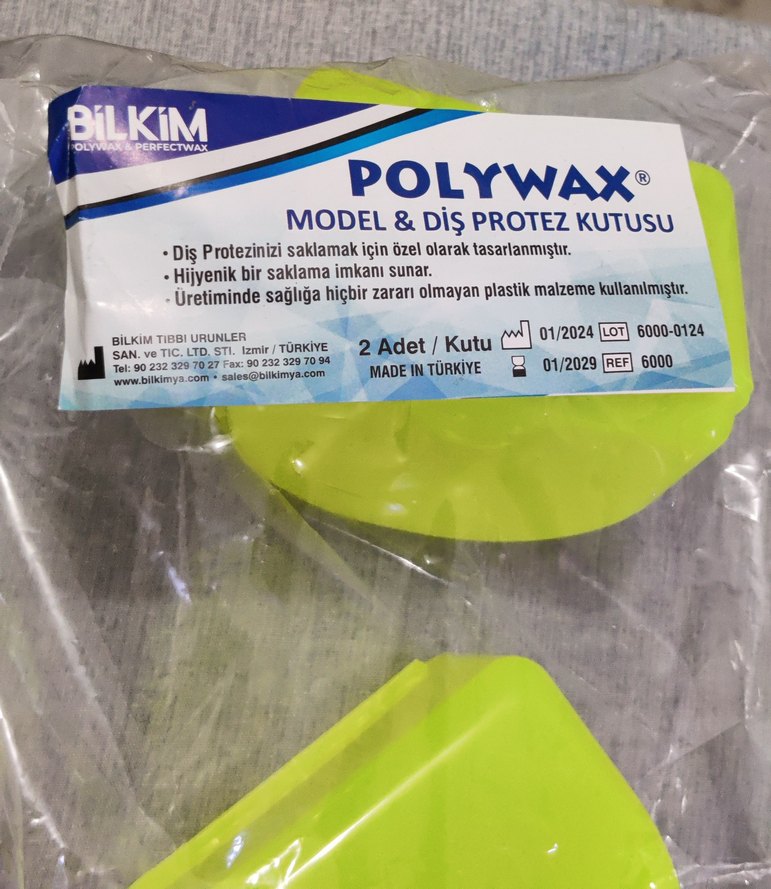 BİLKİM
POLYWAX & PERFECTWAX
POLYWAX®
MODEL & DİŞ PROTEZ KUTUSU
• Diş Protezinizi saklamak için özel olarak tasarlanmıştır.
• Hijyenik bir saklama imkanı sunar.
• Üretiminde sağlığa hiçbir zararı olmayan plastik malzeme kullanılmıştır.
BİLKİM TIBBI URUNLER
SAN. ve TIC. LTD. STI. Izmir / TÜRKİYE
Tel: 90 232 329 70 27 Fax: 90 232 329 70 94
www.bilkimya.com • sales@bilkimya.com
2 Adet / Kutu
MADE IN TÜRKİYE
01/2024 LOT 6000-0124
01/2029 REF 6000